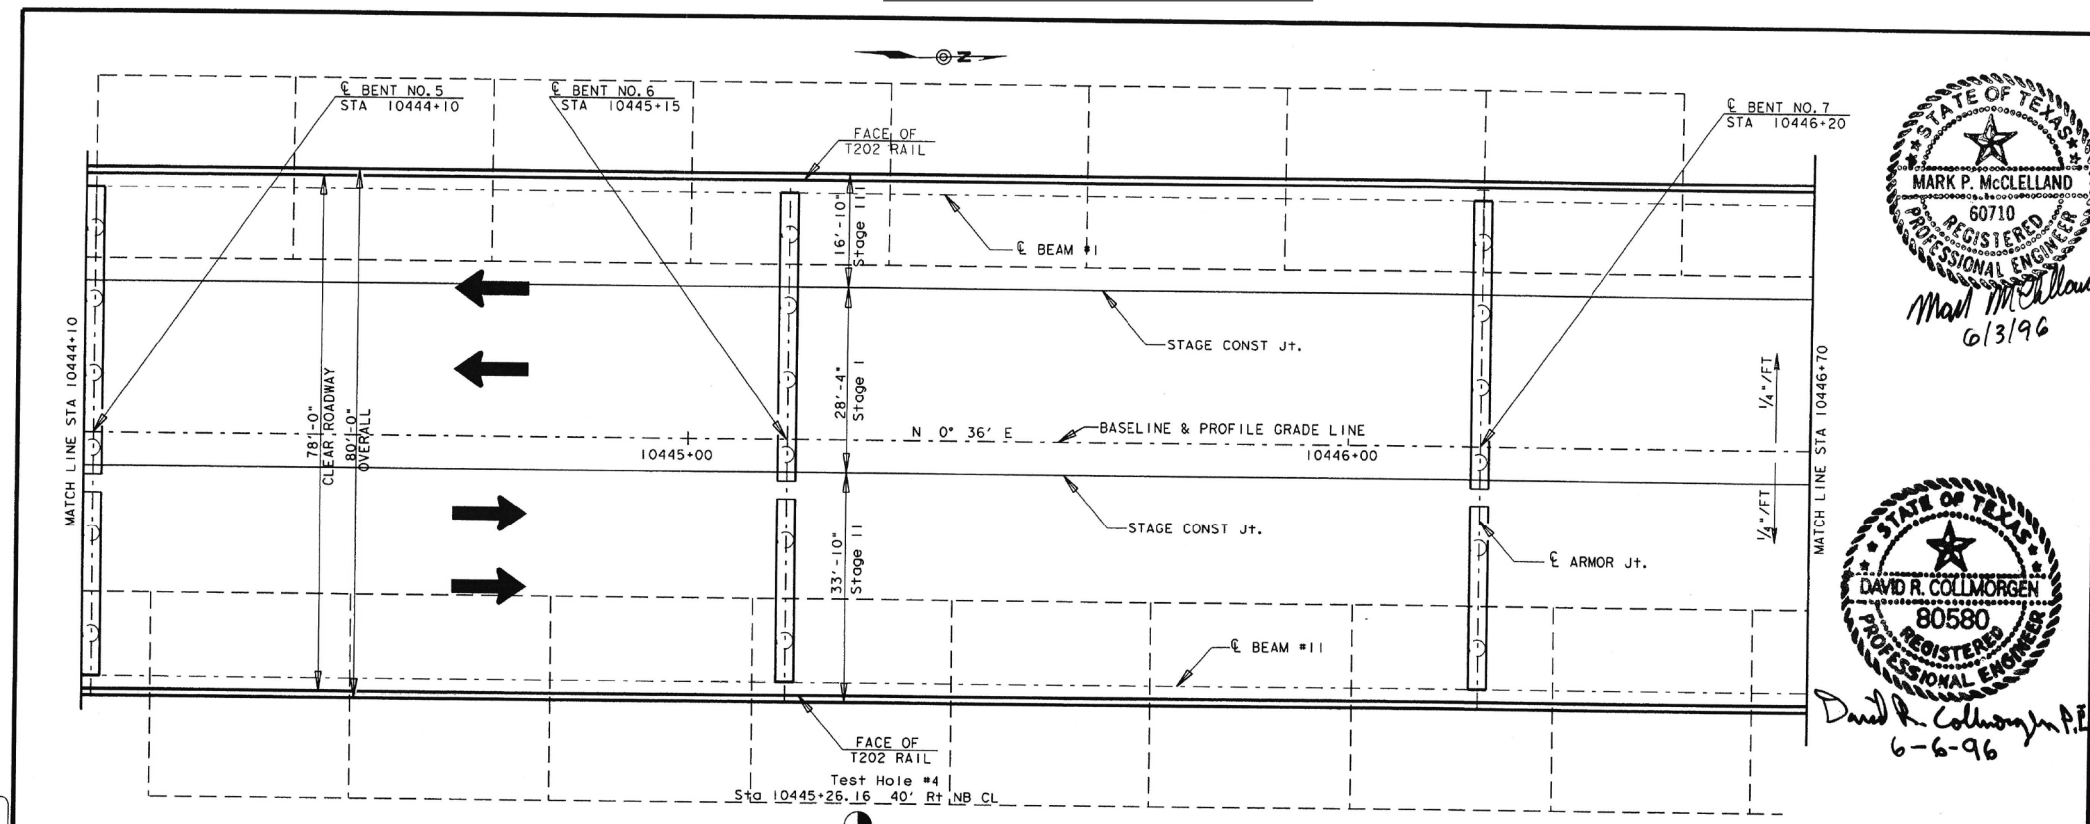 N
℄ BENT NO. 5
STA 10444+10
℄ BENT NO. 6
STA 10445+15
℄ BENT NO. 7
STA 10446+20
FACE OF
T202 RAIL
℄ BEAM #1
16'-10"
Stage III
STAGE CONST Jt.
28'-4"
Stage I
78'-0"
CLEAR ROADWAY
80'-0"
OVERALL
MATCH LINE STA 10444+10
N 0° 36' E
BASELINE & PROFILE GRADE LINE
10445+00
10446+00
¼"/FT
¼"/FT
MATCH LINE STA 10446+70
STAGE CONST Jt.
33'-10"
Stage II
℄ ARMOR Jt.
℄ BEAM #11
FACE OF
T202 RAIL
Test Hole #4
Sta 10445+26.16 40' Rt NB CL
STATE OF TEXAS
MARK P. McCLELLAND
60710
REGISTERED
PROFESSIONAL ENGINEER
Mark McClelland
6/3/96
STATE OF TEXAS
DAVID R. COLLMORGEN
80580
REGISTERED
PROFESSIONAL ENGINEER
David R. Collmorgen P.E.
6-6-96